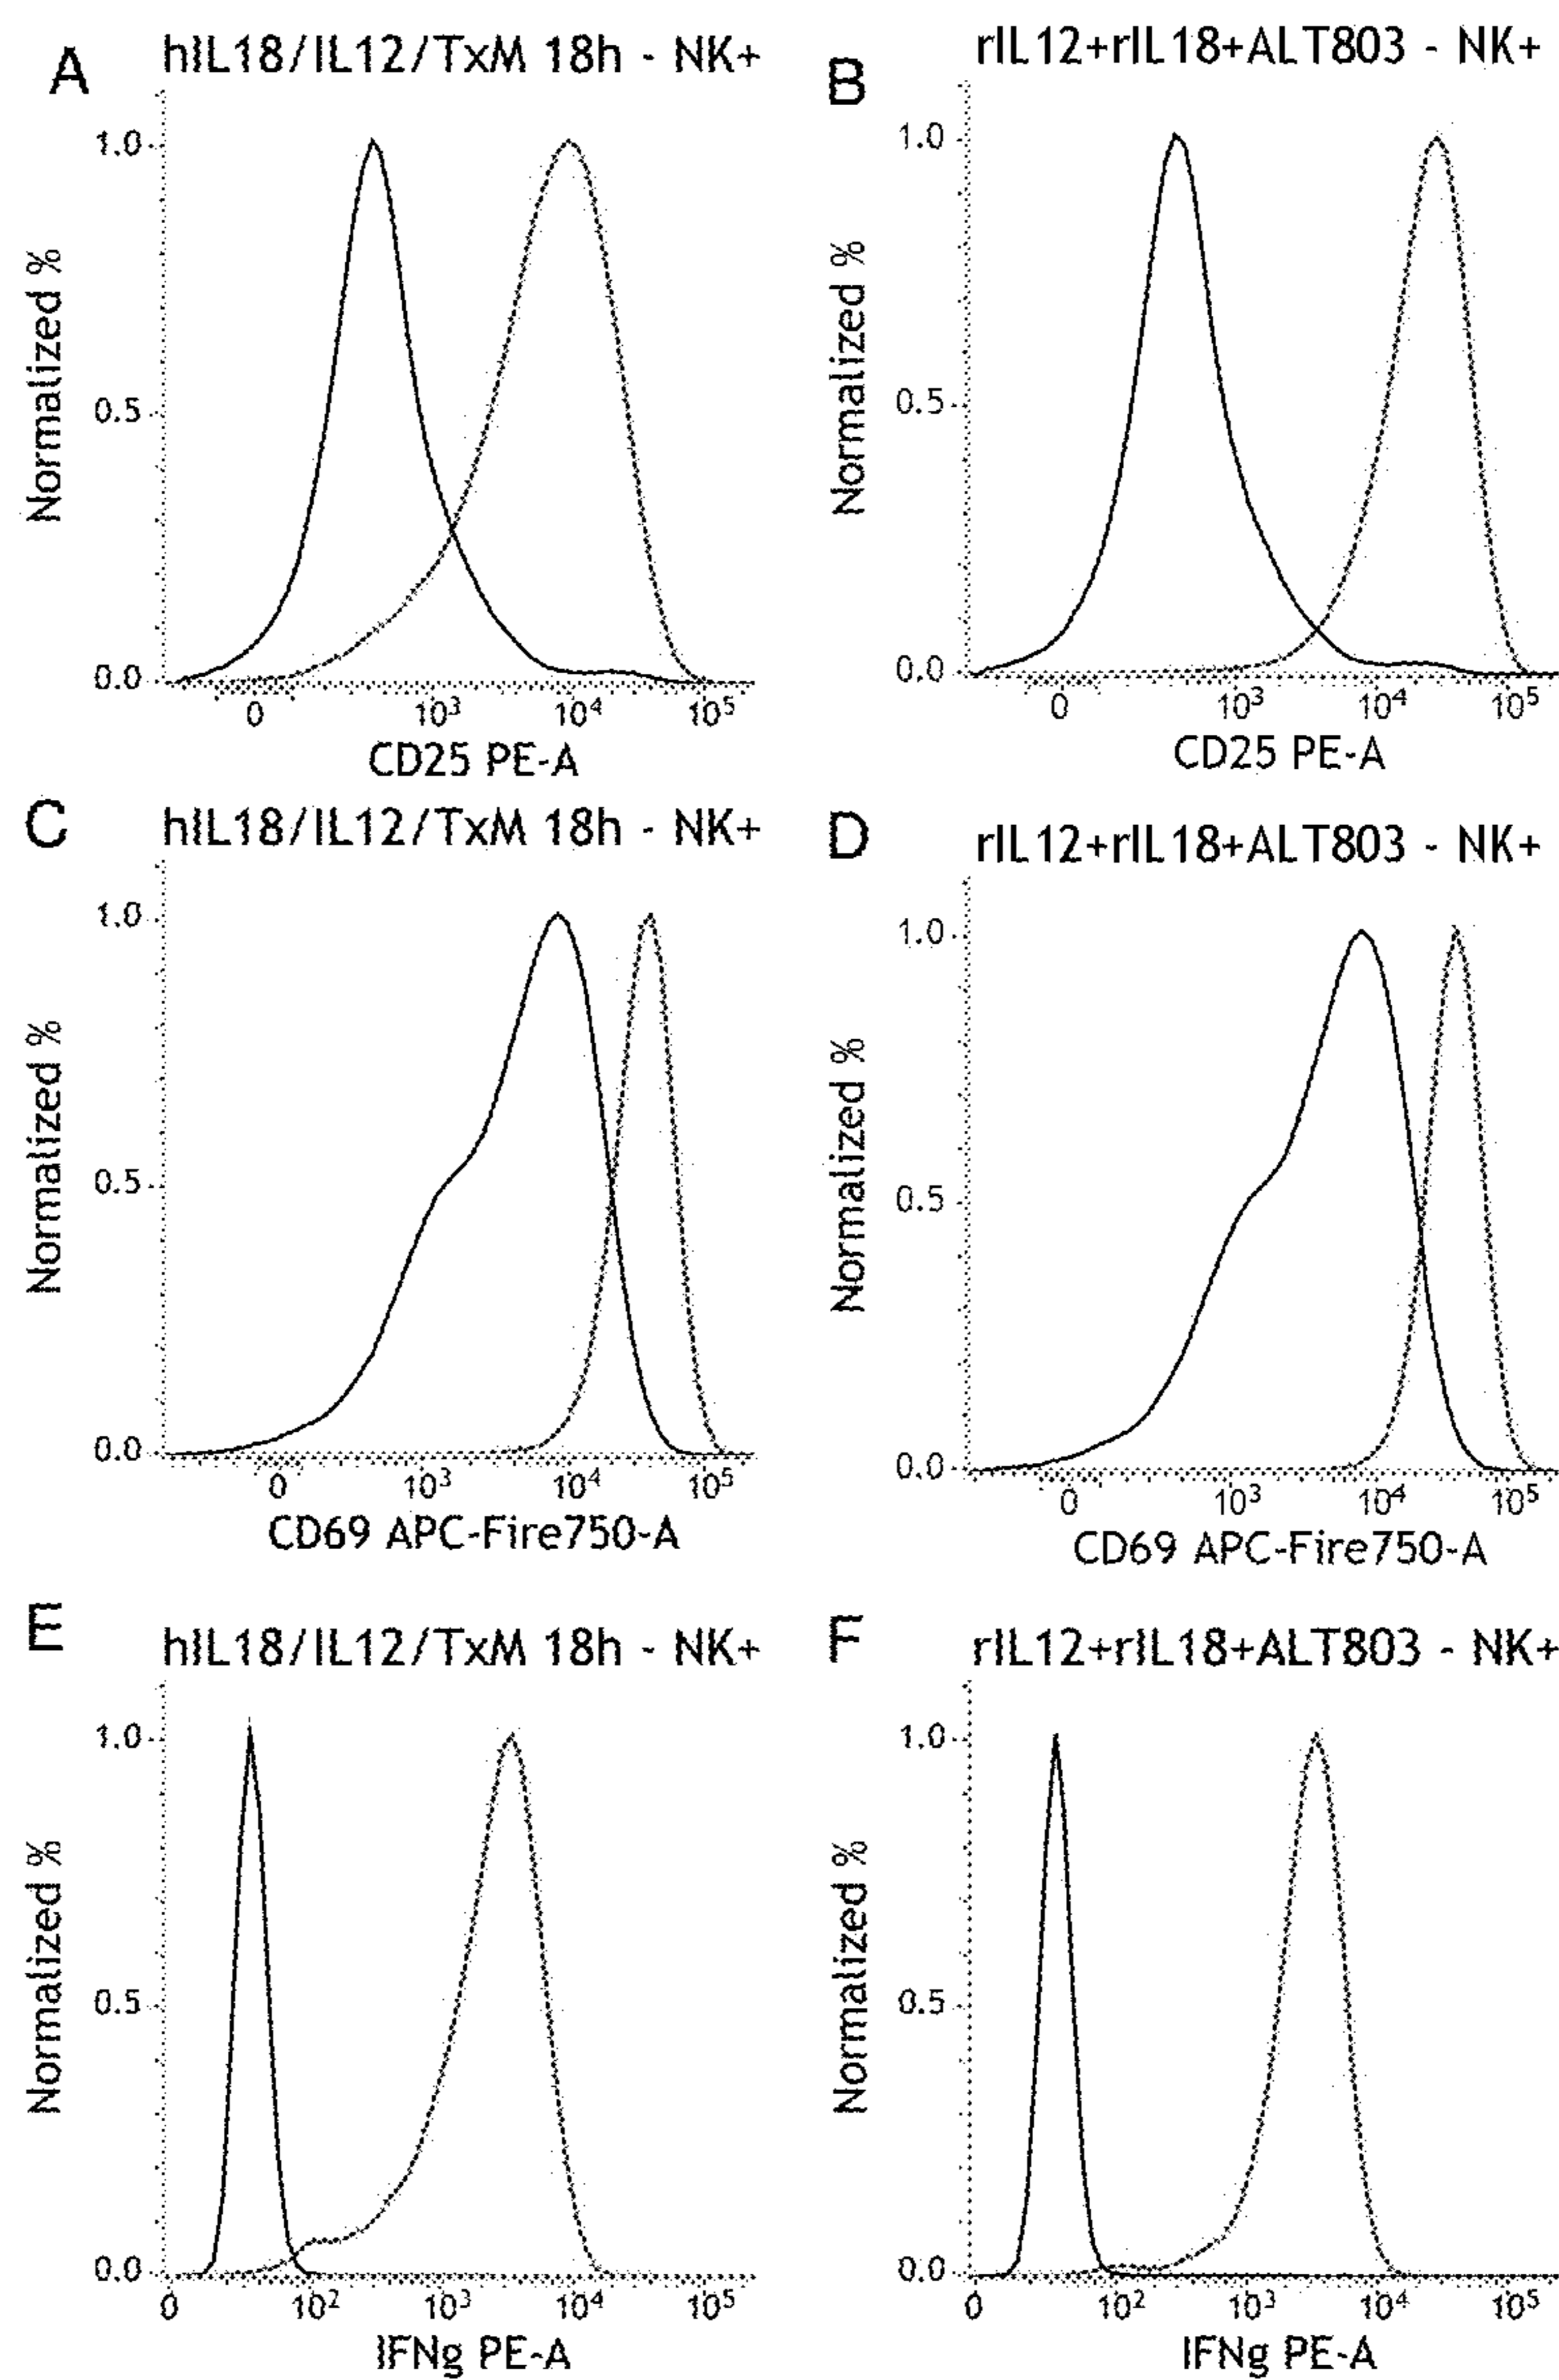 A hIL18/IL12/TxM 18h - NK+
Normalized %
1.0
0.5
0.0
0 10³ 10⁴ 10⁵
CD25 PE-A
B rIL12+rIL18+ALT803 - NK+
Normalized %
1.0
0.5
0.0
0 10³ 10⁴ 10⁵
CD25 PE-A
C hIL18/IL12/TxM 18h - NK+
Normalized %
1.0
0.5
0.0
0 10³ 10⁴ 10⁵
CD69 APC-Fire750-A
D rIL12+rIL18+ALT803 - NK+
Normalized %
1.0
0.5
0.0
0 10³ 10⁴ 10⁵
CD69 APC-Fire750-A
E hIL18/IL12/TxM 18h - NK+
Normalized %
1.0
0.5
0.0
0 10² 10³ 10⁴ 10⁵
IFNg PE-A
F rIL12+rIL18+ALT803 - NK+
Normalized %
1.0
0.5
0.0
0 10² 10³ 10⁴ 10⁵
IFNg PE-A